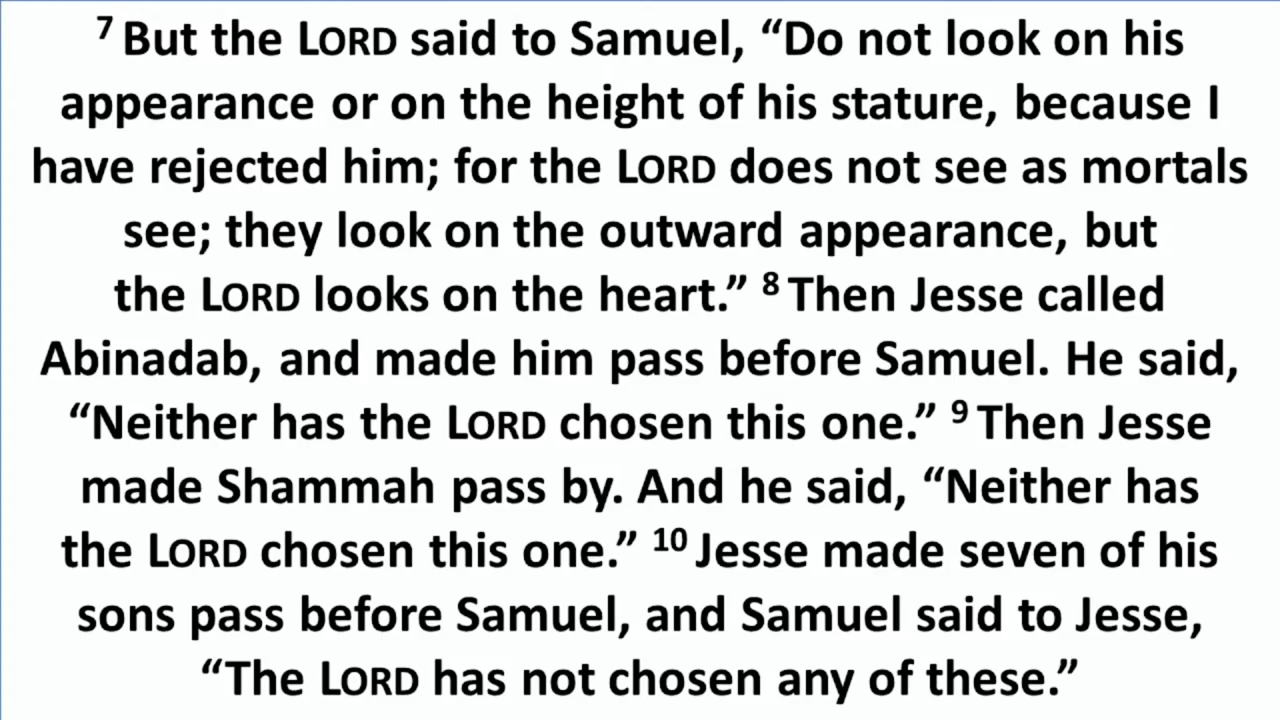 7 But the LORD said to Samuel, “Do not look on his
appearance or on the height of his stature, because I
have rejected him; for the LORD does not see as mortals
see; they look on the outward appearance, but
the LORD looks on the heart.” 8 Then Jesse called
Abinadab, and made him pass before Samuel. He said,
“Neither has the LORD chosen this one.” 9 Then Jesse
made Shammah pass by. And he said, “Neither has
the LORD chosen this one.” 10 Jesse made seven of his
sons pass before Samuel, and Samuel said to Jesse,
“The LORD has not chosen any of these.”